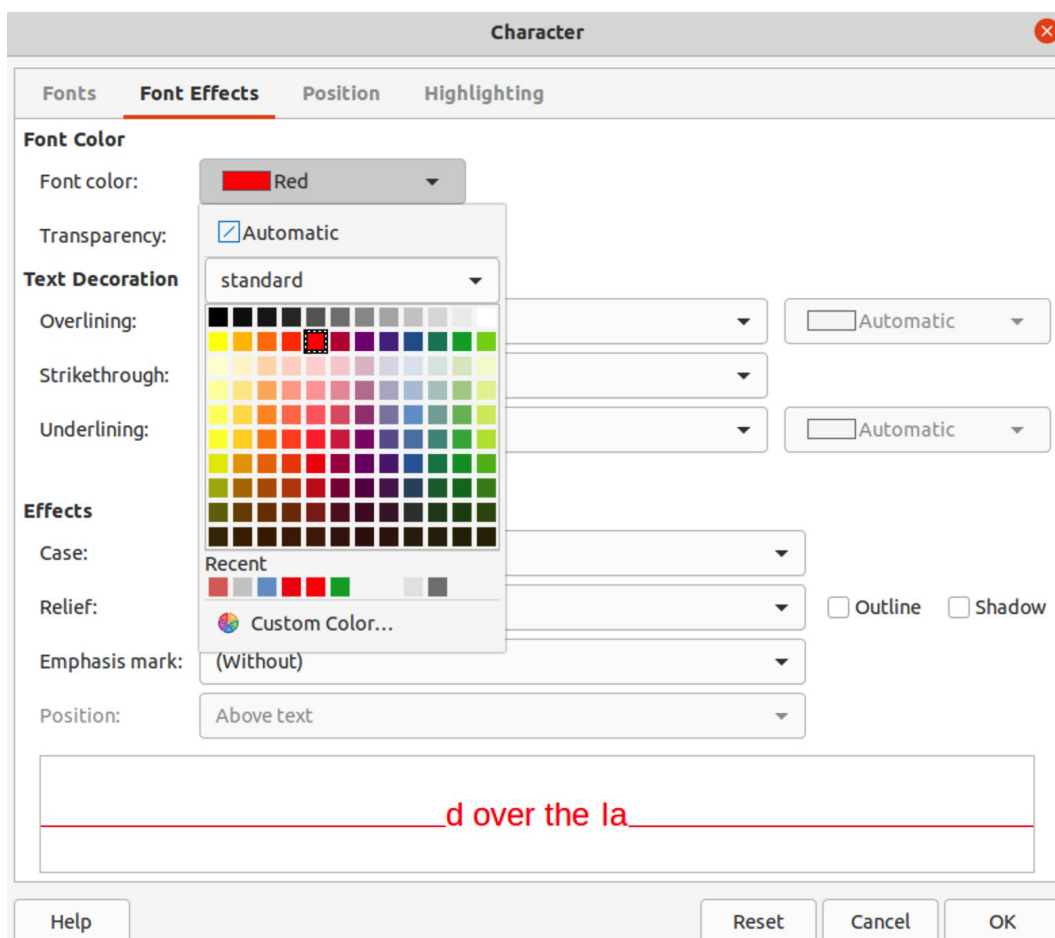 Character
Fonts Font Effects Position Highlighting
Font Color
Font color: Red
Transparency: Automatic
Text Decoration standard
Overlining: Automatic
Strikethrough:
Underlining: Automatic
Effects
Case:
Recent
Relief: Outline Shadow
Custom Color...
Emphasis mark: (Without)
Position: Above text
d over the la
Help Reset Cancel OK